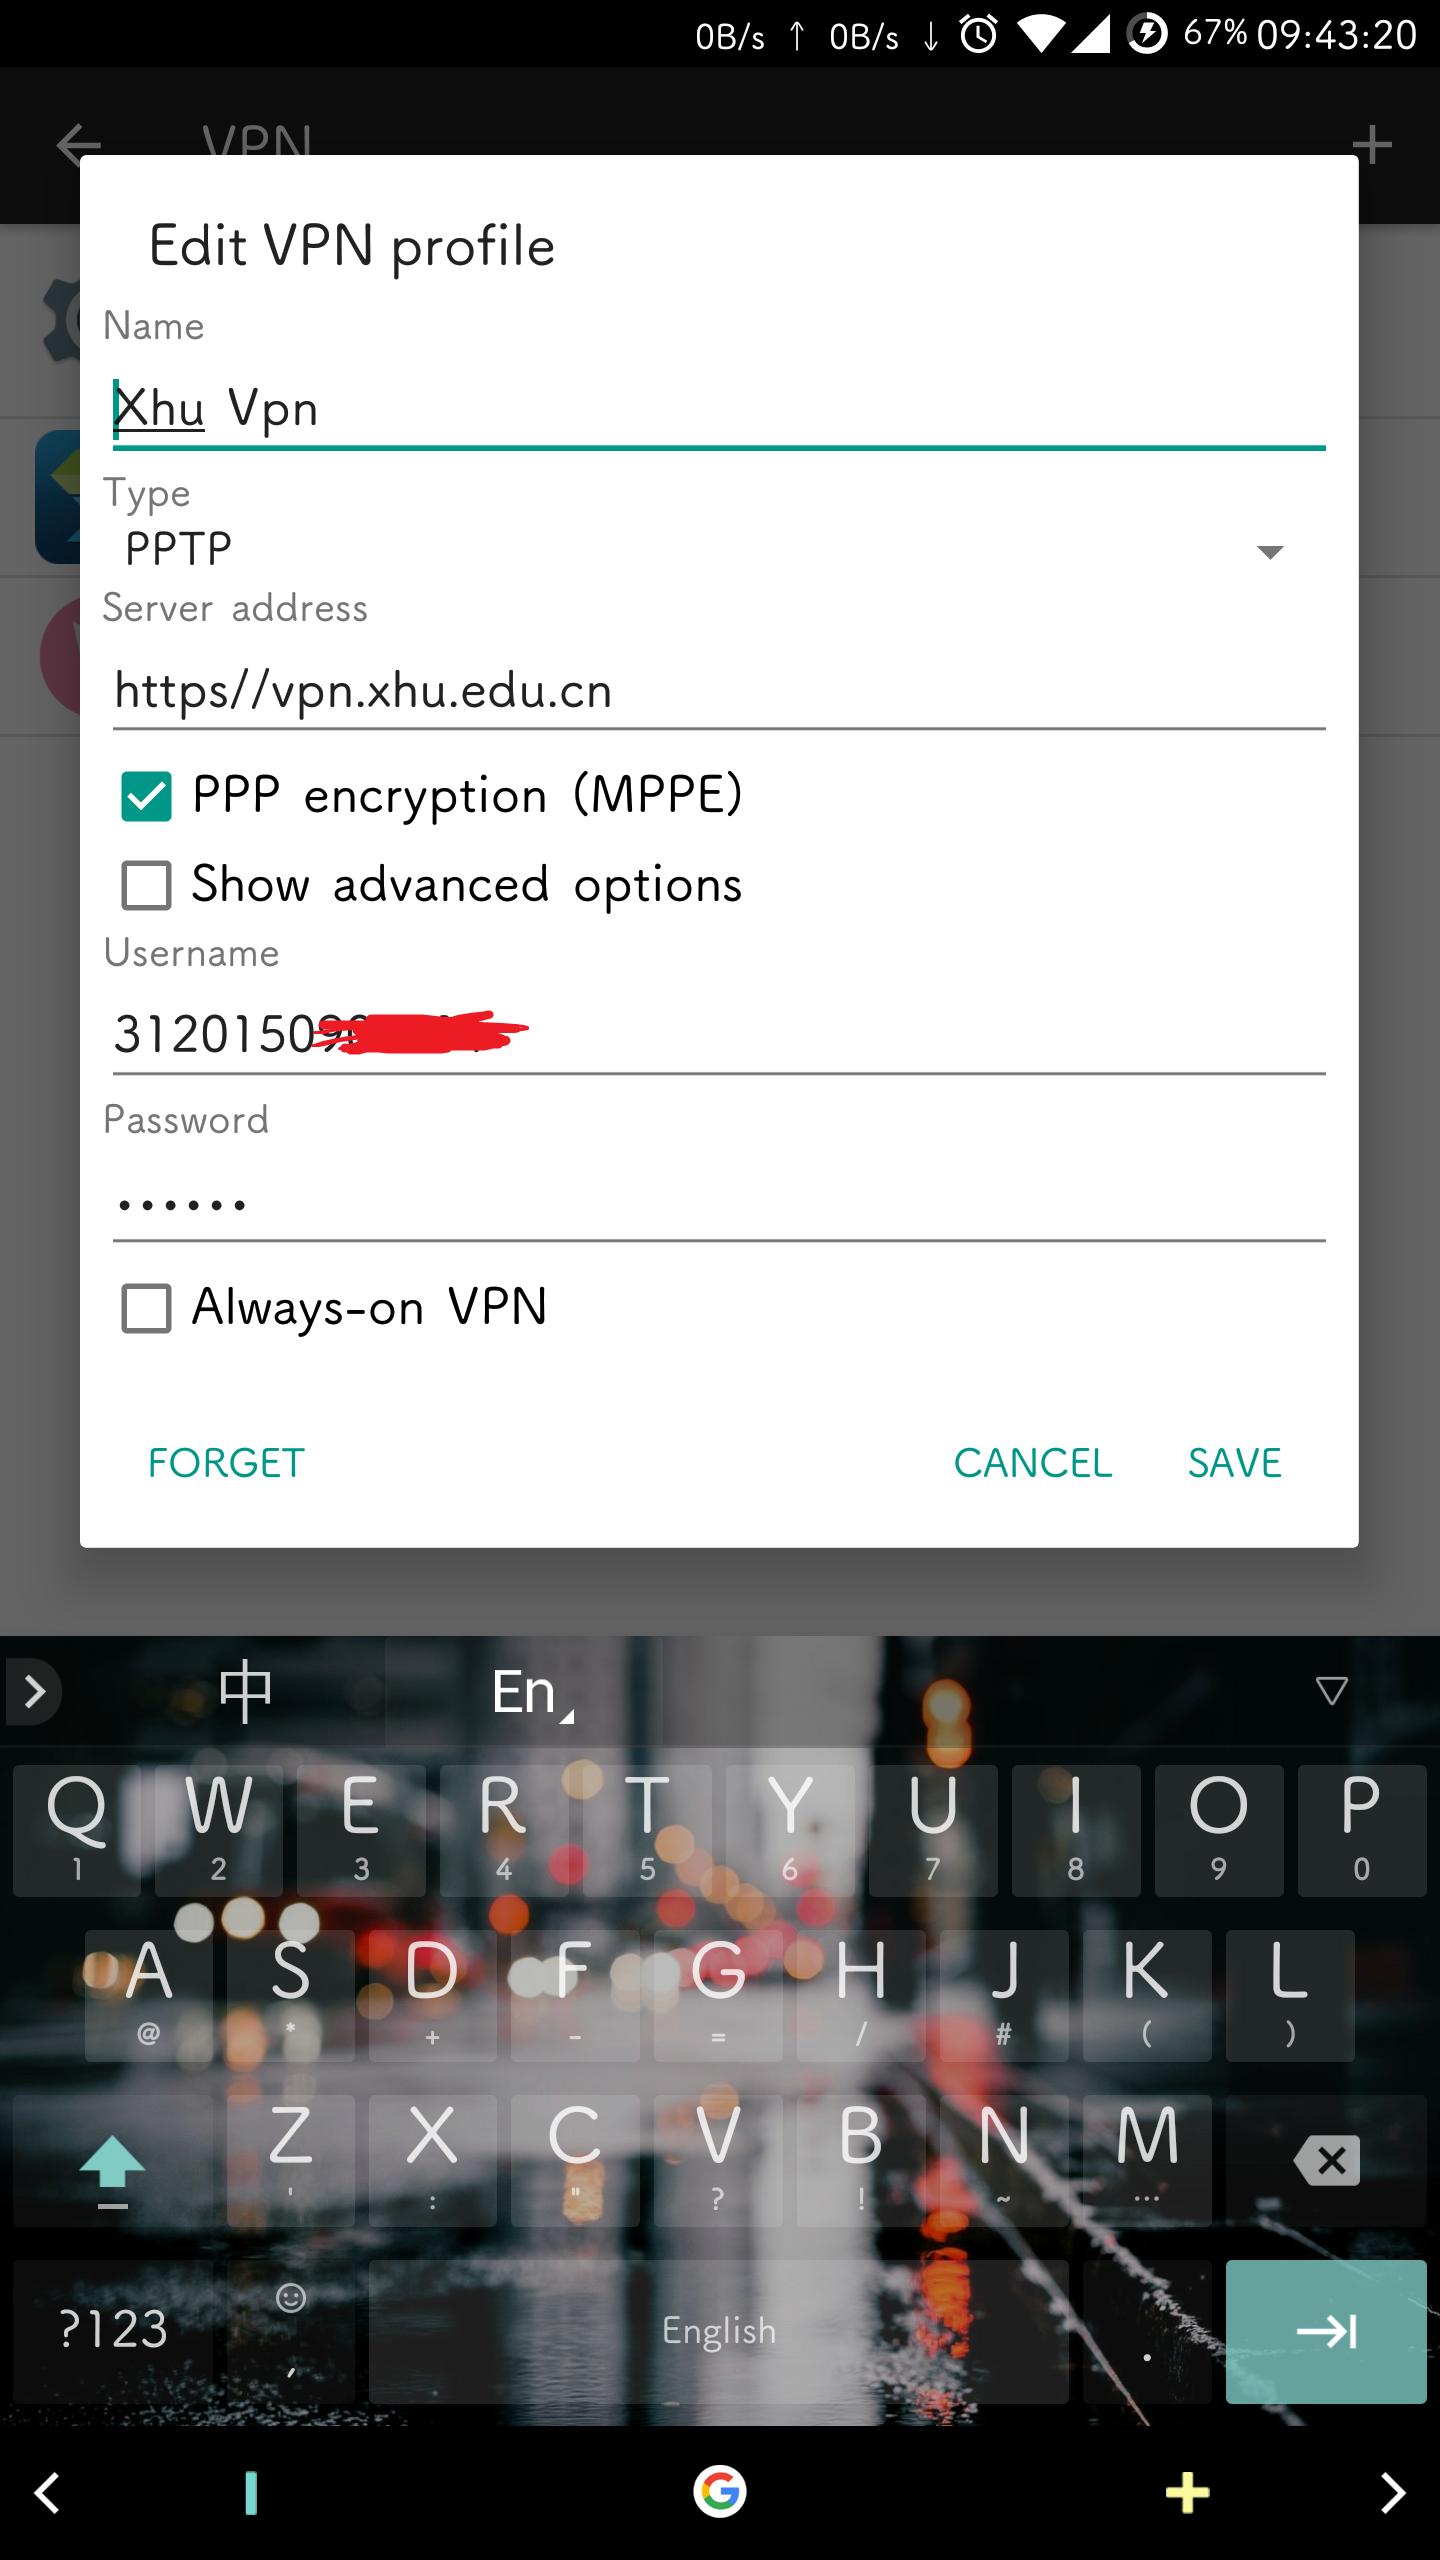 0B/s ↑ 0B/s ↓ 67% 09:43:20
VPN
Edit VPN profile
Name
Xhu Vpn
Type
PPTP
Server address
https//vpn.xhu.edu.cn
PPP encryption (MPPE)
Show advanced options
Username
3120150
Password
••••••
Always-on VPN
FORGET CANCEL SAVE
中 En
Q W E R T Y U I O P
1 2 3 4 5 6 7 8 9 0
A S D F G H J K L
@ * + - = / # ( )
Z X C V B N M
' : " ? ! ~ ...
?123 , English .
G